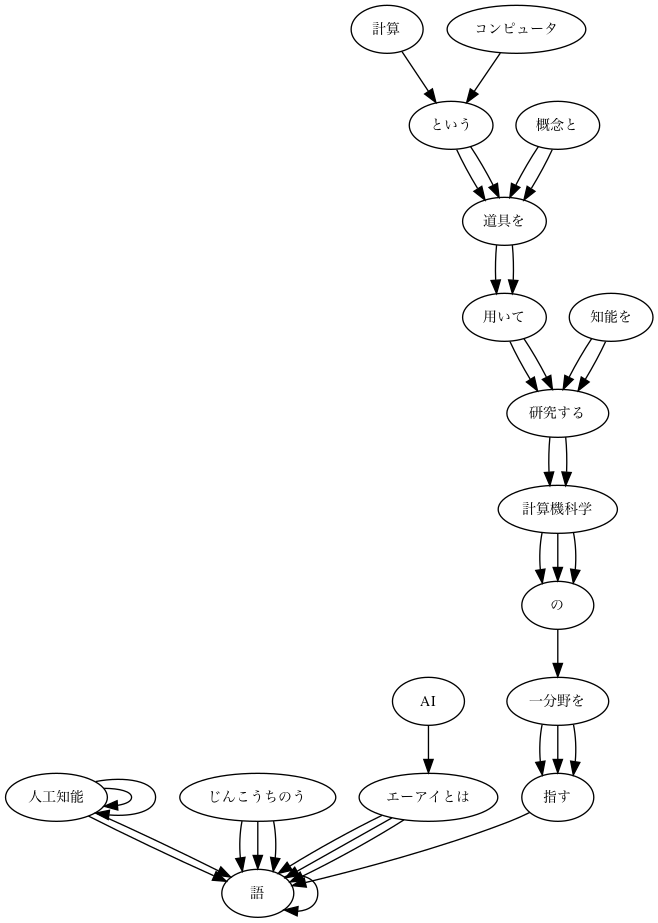 計算
コンピュータ
という
概念と
道具を
用いて
知能を
研究する
計算機科学
の
AI
一分野を
人工知能
じんこうちのう
エーアイとは
指す
語